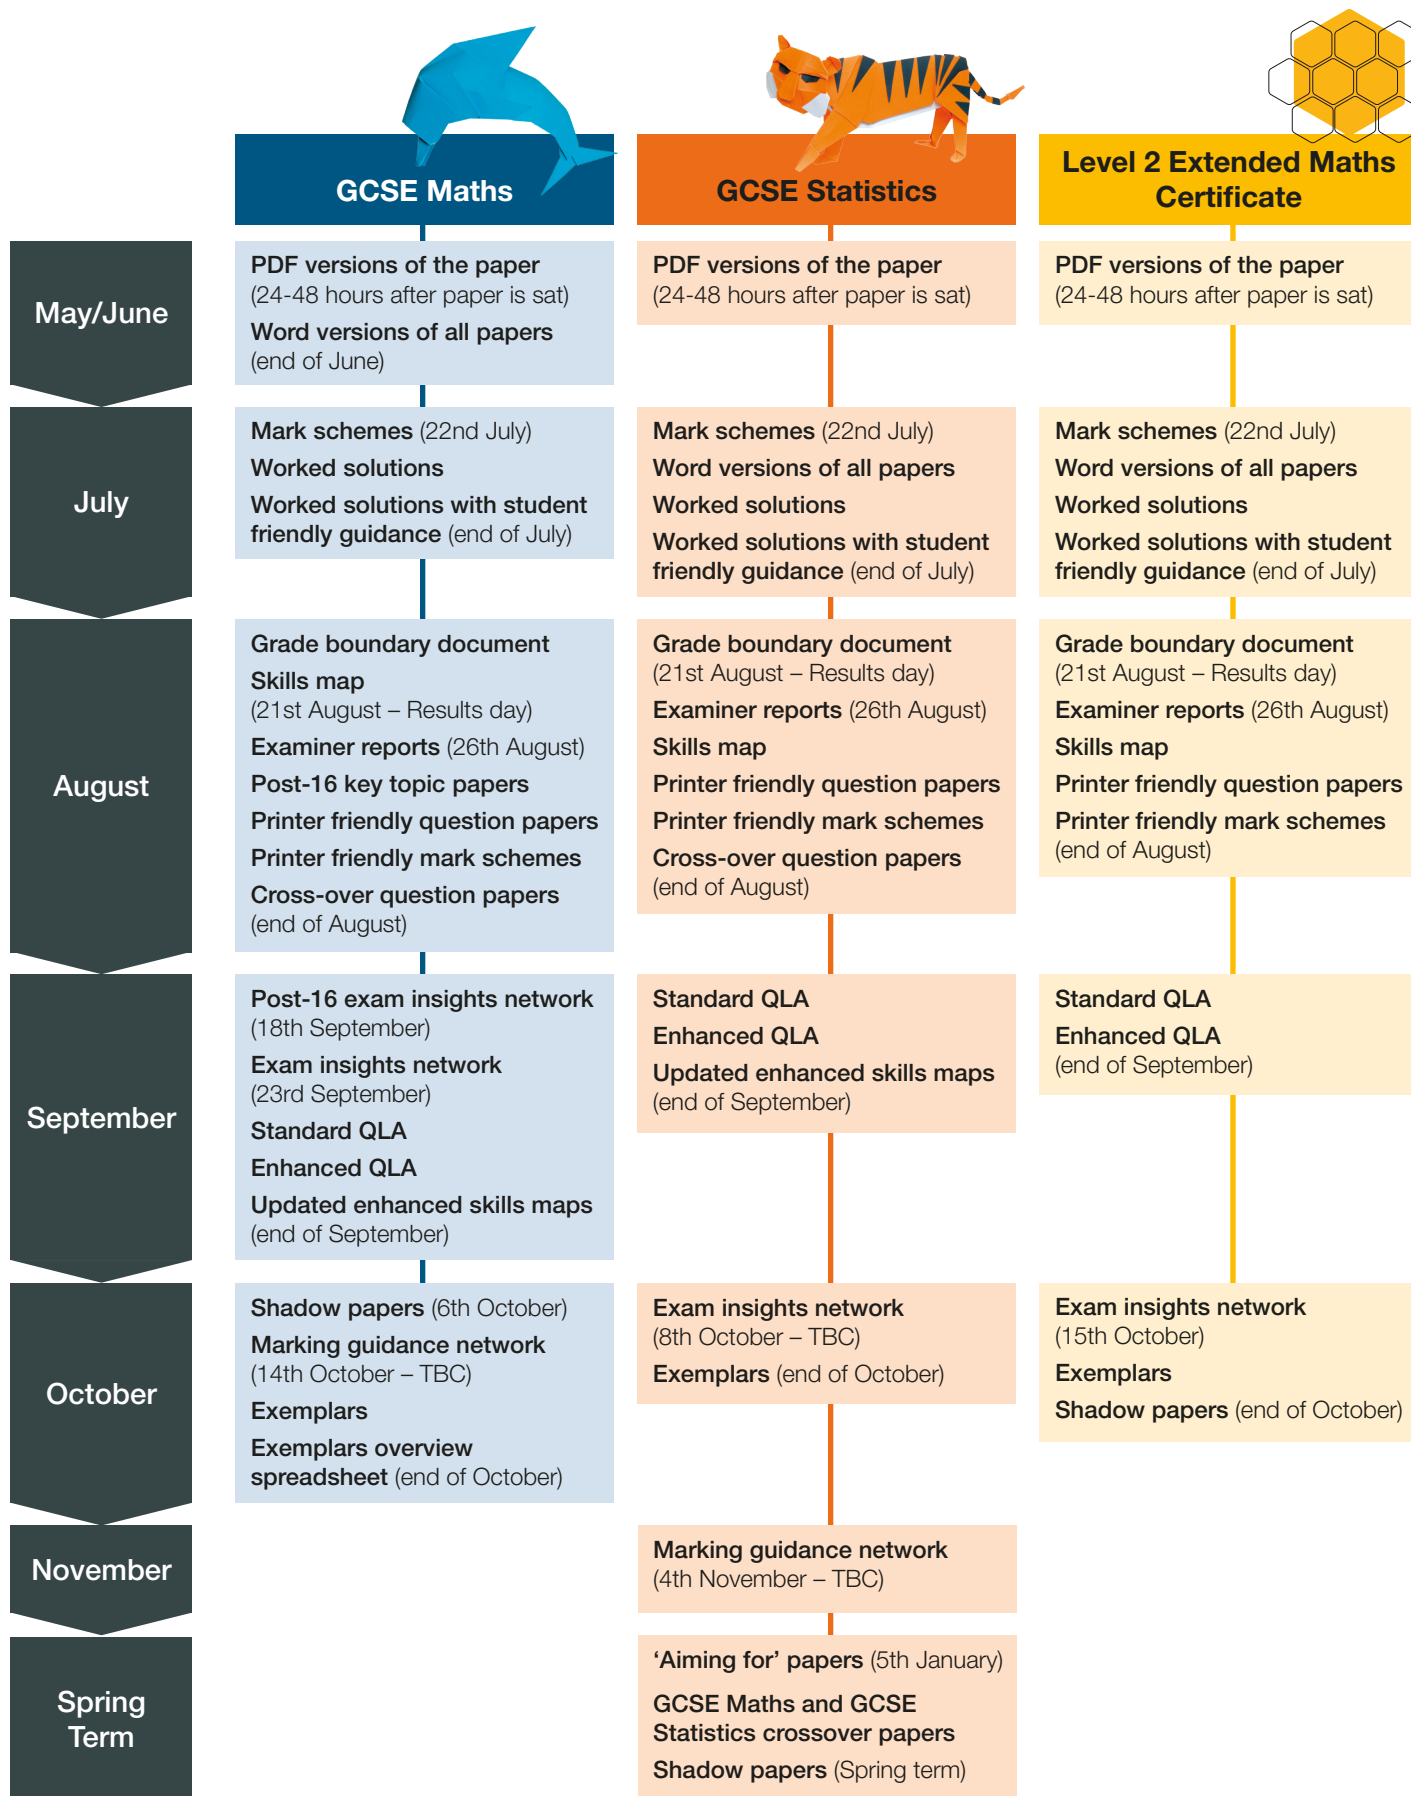 GCSE Maths
GCSE Statistics
Level 2 Extended Maths
Certificate
May/June
PDF versions of the paper
(24-48 hours after paper is sat)
Word versions of all papers
(end of June)
PDF versions of the paper
(24-48 hours after paper is sat)
PDF versions of the paper
(24-48 hours after paper is sat)
July
Mark schemes (22nd July)
Worked solutions
Worked solutions with student
friendly guidance (end of July)
Mark schemes (22nd July)
Word versions of all papers
Worked solutions
Worked solutions with student
friendly guidance (end of July)
Mark schemes (22nd July)
Word versions of all papers
Worked solutions
Worked solutions with student
friendly guidance (end of July)
August
Grade boundary document
Skills map
(21st August – Results day)
Examiner reports (26th August)
Post-16 key topic papers
Printer friendly question papers
Printer friendly mark schemes
Cross-over question papers
(end of August)
Grade boundary document
(21st August – Results day)
Examiner reports (26th August)
Skills map
Printer friendly question papers
Printer friendly mark schemes
Cross-over question papers
(end of August)
Grade boundary document
(21st August – Results day)
Examiner reports (26th August)
Skills map
Printer friendly question papers
Printer friendly mark schemes
(end of August)
September
Post-16 exam insights network
(18th September)
Exam insights network
(23rd September)
Standard QLA
Enhanced QLA
Updated enhanced skills maps
(end of September)
Standard QLA
Enhanced QLA
Updated enhanced skills maps
(end of September)
Standard QLA
Enhanced QLA
(end of September)
October
Shadow papers (6th October)
Marking guidance network
(14th October – TBC)
Exemplars
Exemplars overview
spreadsheet (end of October)
Exam insights network
(8th October – TBC)
Exemplars (end of October)
Exam insights network
(15th October)
Exemplars
Shadow papers (end of October)
November
Marking guidance network
(4th November – TBC)
Spring
Term
‘Aiming for’ papers (5th January)
GCSE Maths and GCSE
Statistics crossover papers
Shadow papers (Spring term)